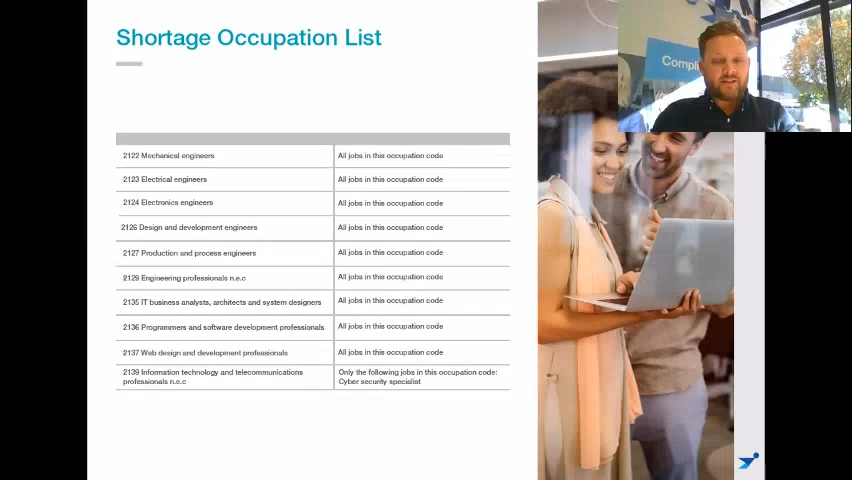 Shortage Occupation List
Compli
2122 Mechanical engineers All jobs in this occupation code
2123 Electrical engineers All jobs in this occupation code
2124 Electronics engineers All jobs in this occupation code
2126 Design and development engineers All jobs in this occupation code
2127 Production and process engineers All jobs in this occupation code
2129 Engineering professionals n.e.c All jobs in this occupation code
2135 IT business analysts, architects and system designers All jobs in this occupation code
2136 Programmers and software development professionals All jobs in this occupation code
2137 Web design and development professionals All jobs in this occupation code
2139 Information technology and telecommunications Only the following jobs in this occupation code:
professionals n.e.c Cyber security specialist